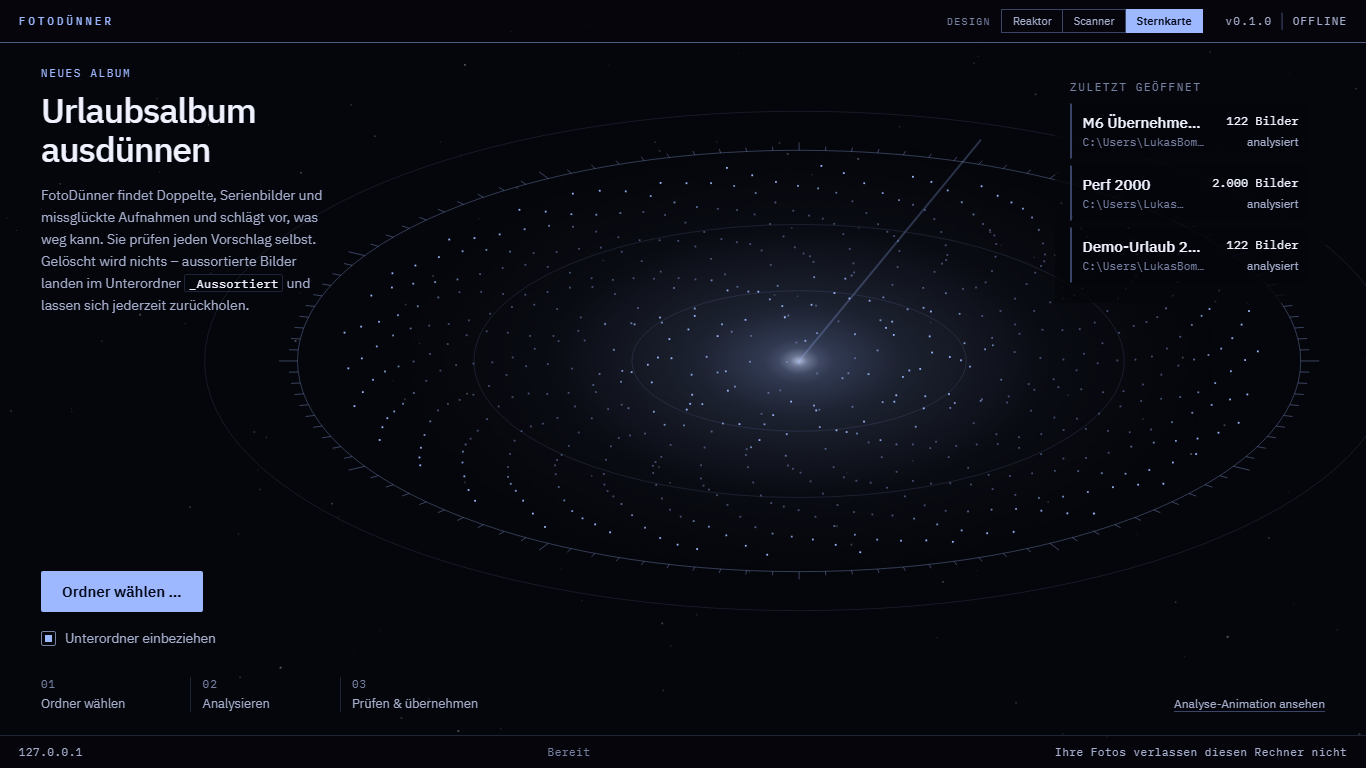 FOTODÜNNER
DESIGN Reaktor Scanner Sternkarte v0.1.0 OFFLINE
NEUES ALBUM
Urlaubsalbum
ausdünnen
FotoDünner findet Doppelte, Serienbilder und
missglückte Aufnahmen und schlägt vor, was
weg kann. Sie prüfen jeden Vorschlag selbst.
Gelöscht wird nichts – aussortierte Bilder
landen im Unterordner _Aussortiert und
lassen sich jederzeit zurückholen.
ZULETZT GEÖFFNET
M6 Übernehme... 122 Bilder
C:\Users\LukasBom… analysiert
Perf 2000 2.000 Bilder
C:\Users\Lukas… analysiert
Demo-Urlaub 2... 122 Bilder
C:\Users\LukasBom… analysiert
Ordner wählen ...
Unterordner einbeziehen
01
Ordner wählen
02
Analysieren
03
Prüfen & übernehmen
Analyse-Animation ansehen
127.0.0.1 Bereit Ihre Fotos verlassen diesen Rechner nicht